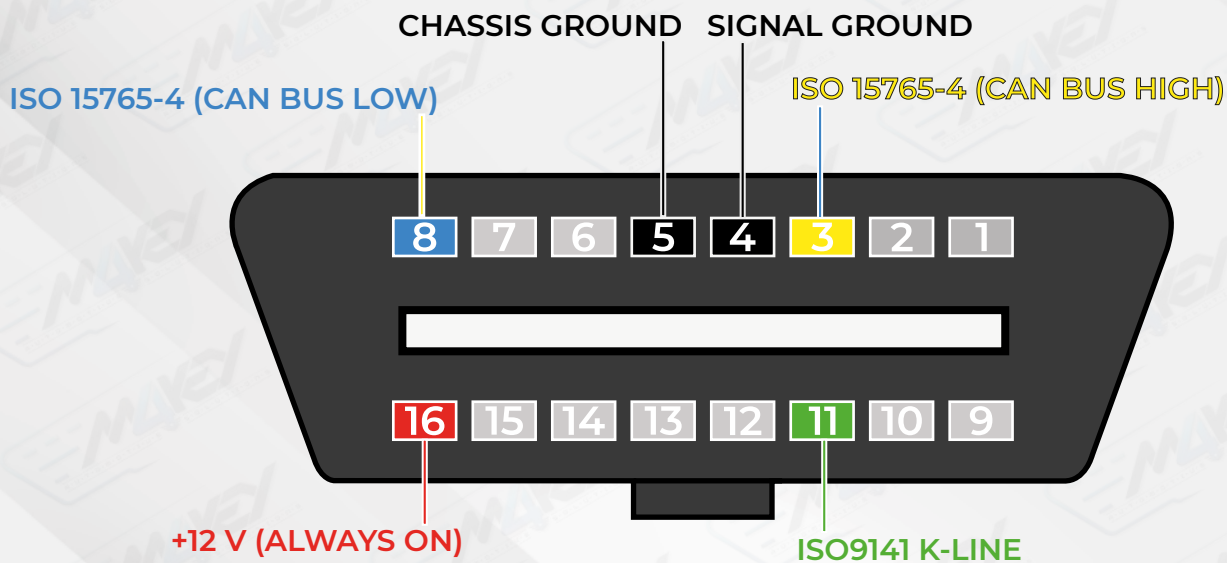 CHASSIS GROUND SIGNAL GROUND
ISO 15765-4 (CAN BUS LOW) ISO 15765-4 (CAN BUS HIGH)
8 7 6 5 4 3 2 1
16 15 14 13 12 11 10 9
+12 V (ALWAYS ON) ISO9141 K-LINE